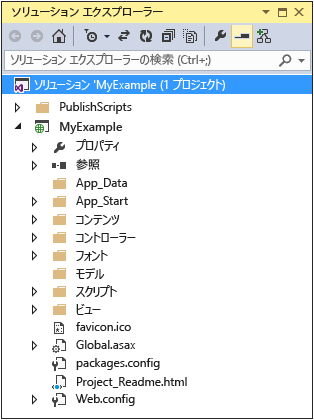 ソリューション エクスプローラー
ソリューション エクスプローラーの検索 (Ctrl+;)
ソリューション 'MyExample' (1 プロジェクト)
PublishScripts
MyExample
プロパティ
参照
App_Data
App_Start
コンテンツ
コントローラー
フォント
モデル
スクリプト
ビュー
favicon.ico
Global.asax
packages.config
Project_Readme.html
Web.config